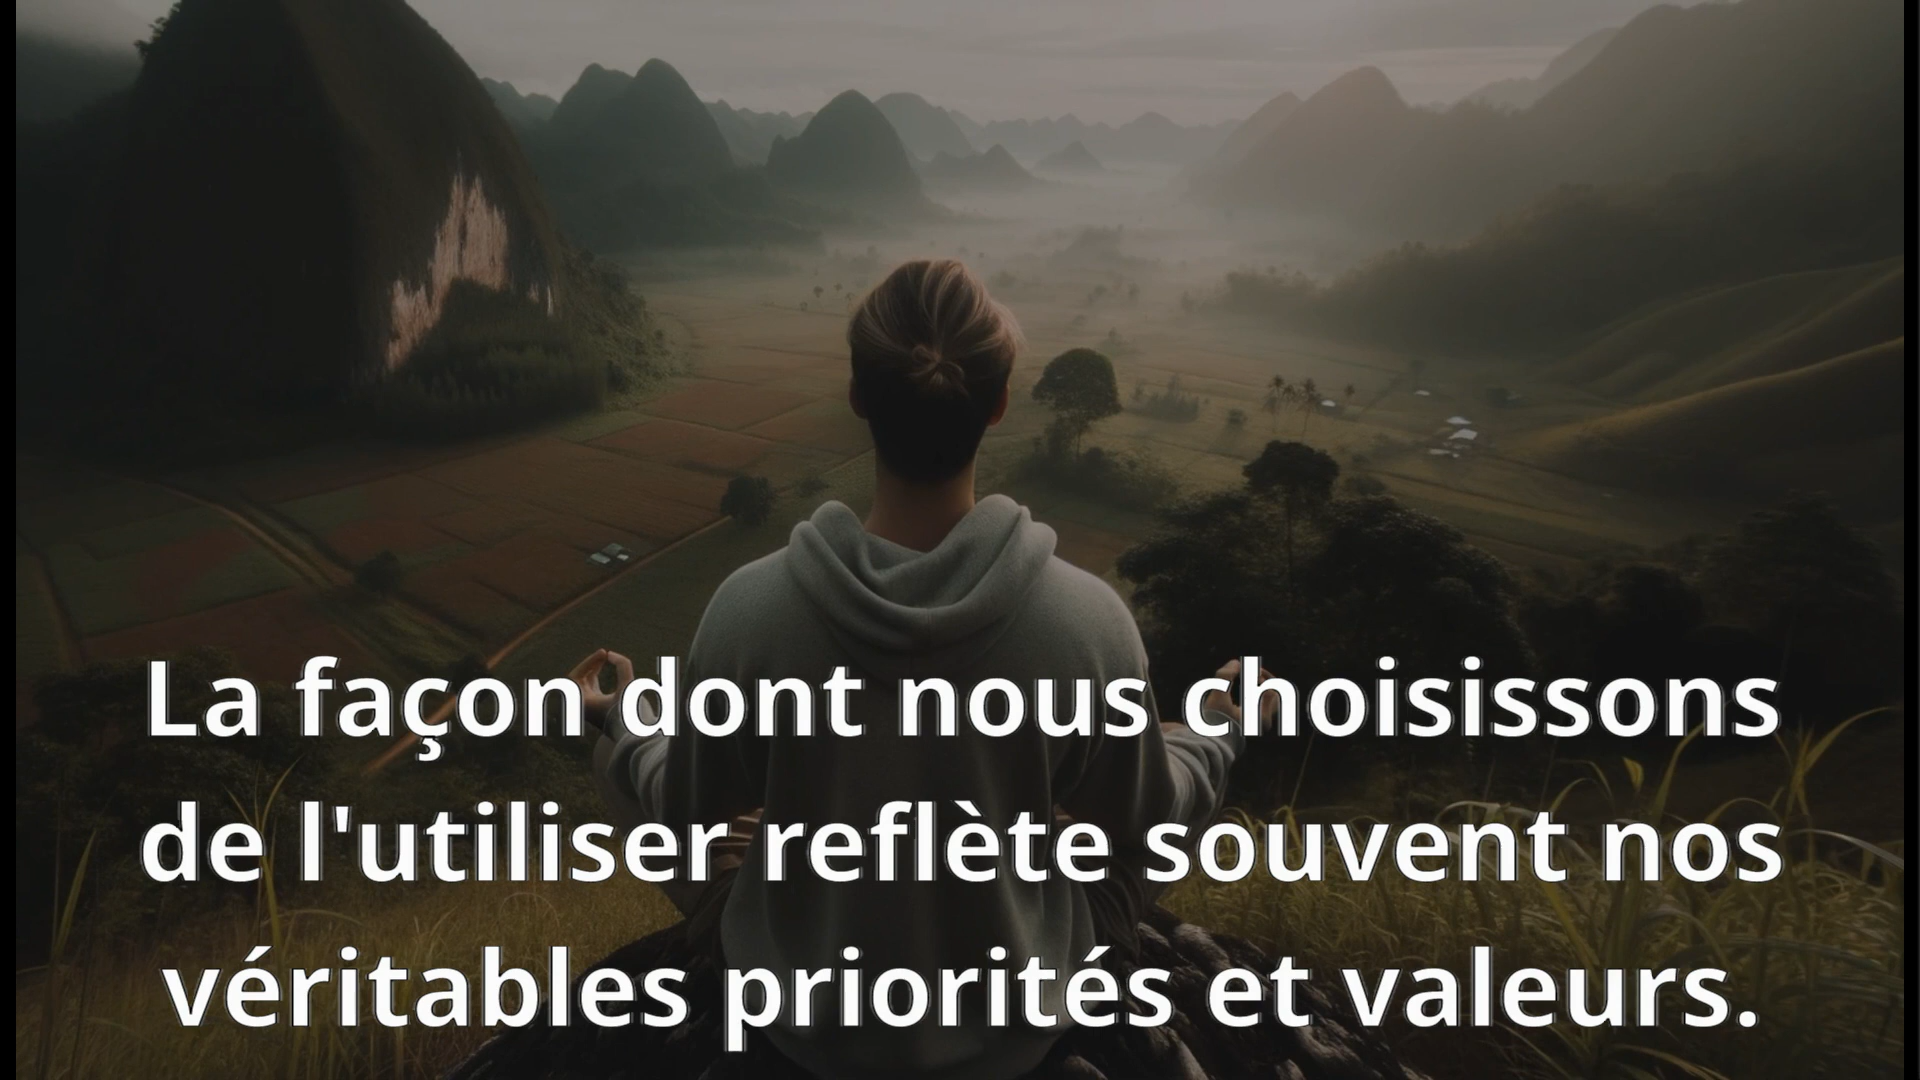 La façon dont nous choisissons
de l'utiliser reflète souvent nos
véritables priorités et valeurs.